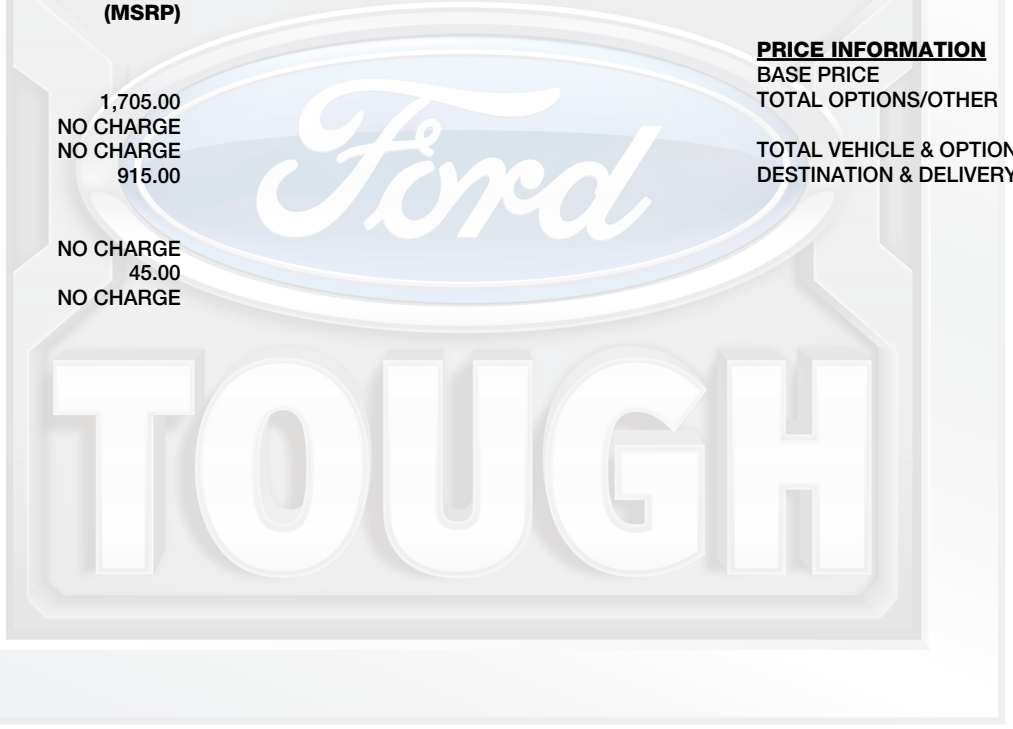 (MSRP)
1,705.00
NO CHARGE
NO CHARGE
915.00
NO CHARGE
45.00
NO CHARGE
PRICE INFORMATION
BASE PRICE
TOTAL OPTIONS/OTHER
TOTAL VEHICLE & OPTION
DESTINATION & DELIVERY
Ford
TOUGH